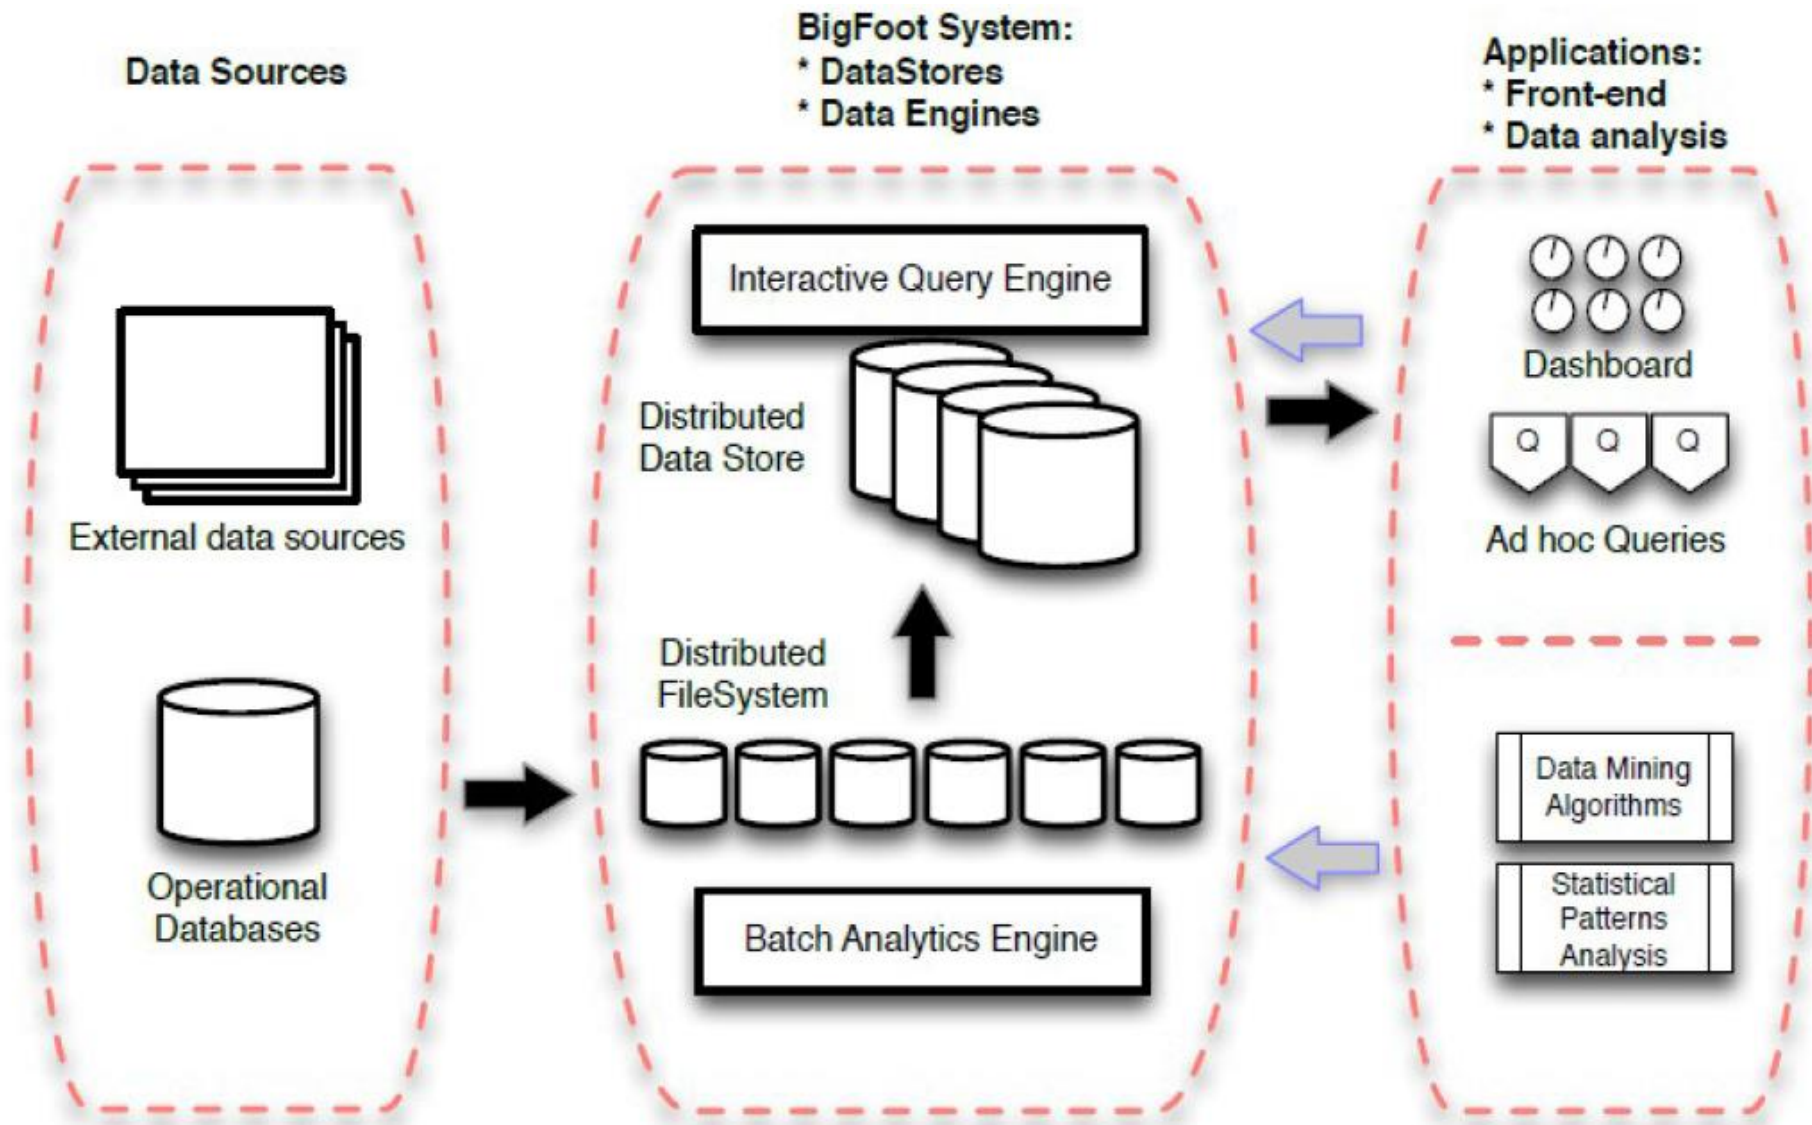 Data Sources
BigFoot System:
* DataStores
* Data Engines
Applications:
* Front-end
* Data analysis
External data sources
Operational
Databases
Interactive Query Engine
Distributed
Data Store
Distributed
FileSystem
Batch Analytics Engine
Dashboard
Q Q Q
Ad hoc Queries
Data Mining
Algorithms
Statistical
Patterns
Analysis